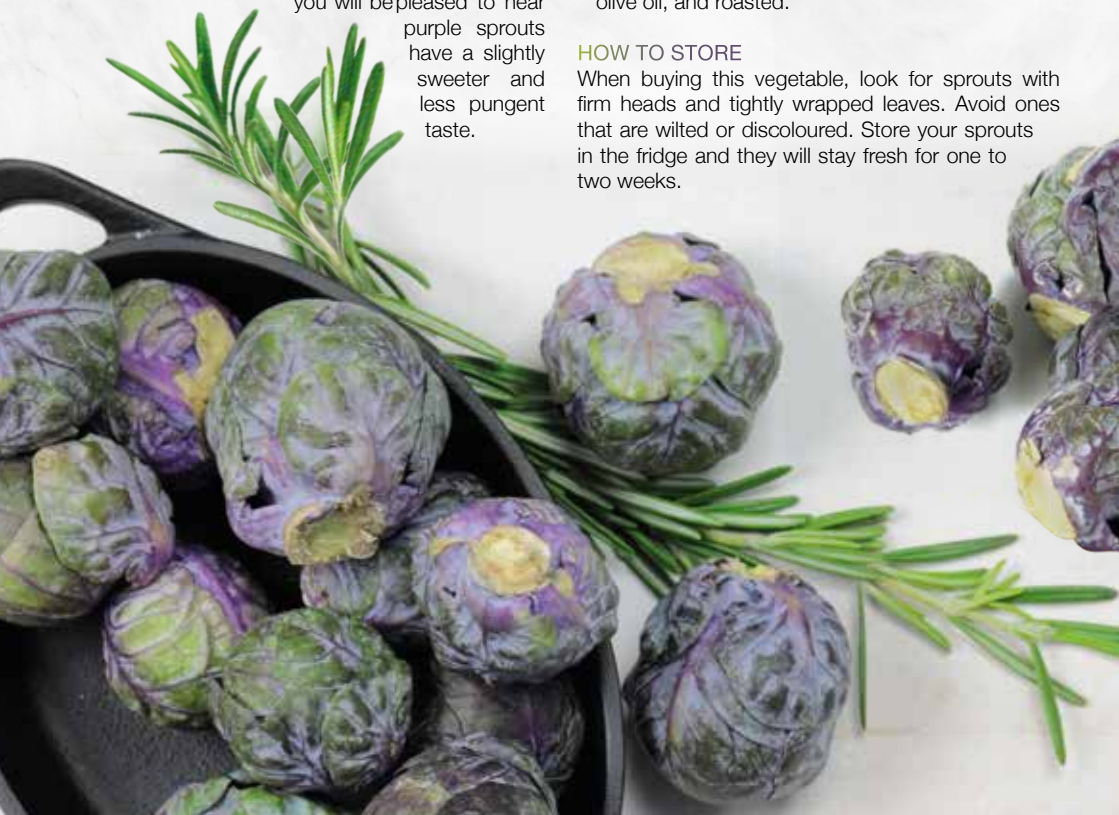 you will be pleased to hear
purple sprouts
have a slightly
sweeter and
less pungent
taste.
olive oil, and roasted.
HOW TO STORE
When buying this vegetable, look for sprouts with
firm heads and tightly wrapped leaves. Avoid ones
that are wilted or discoloured. Store your sprouts
in the fridge and they will stay fresh for one to
two weeks.